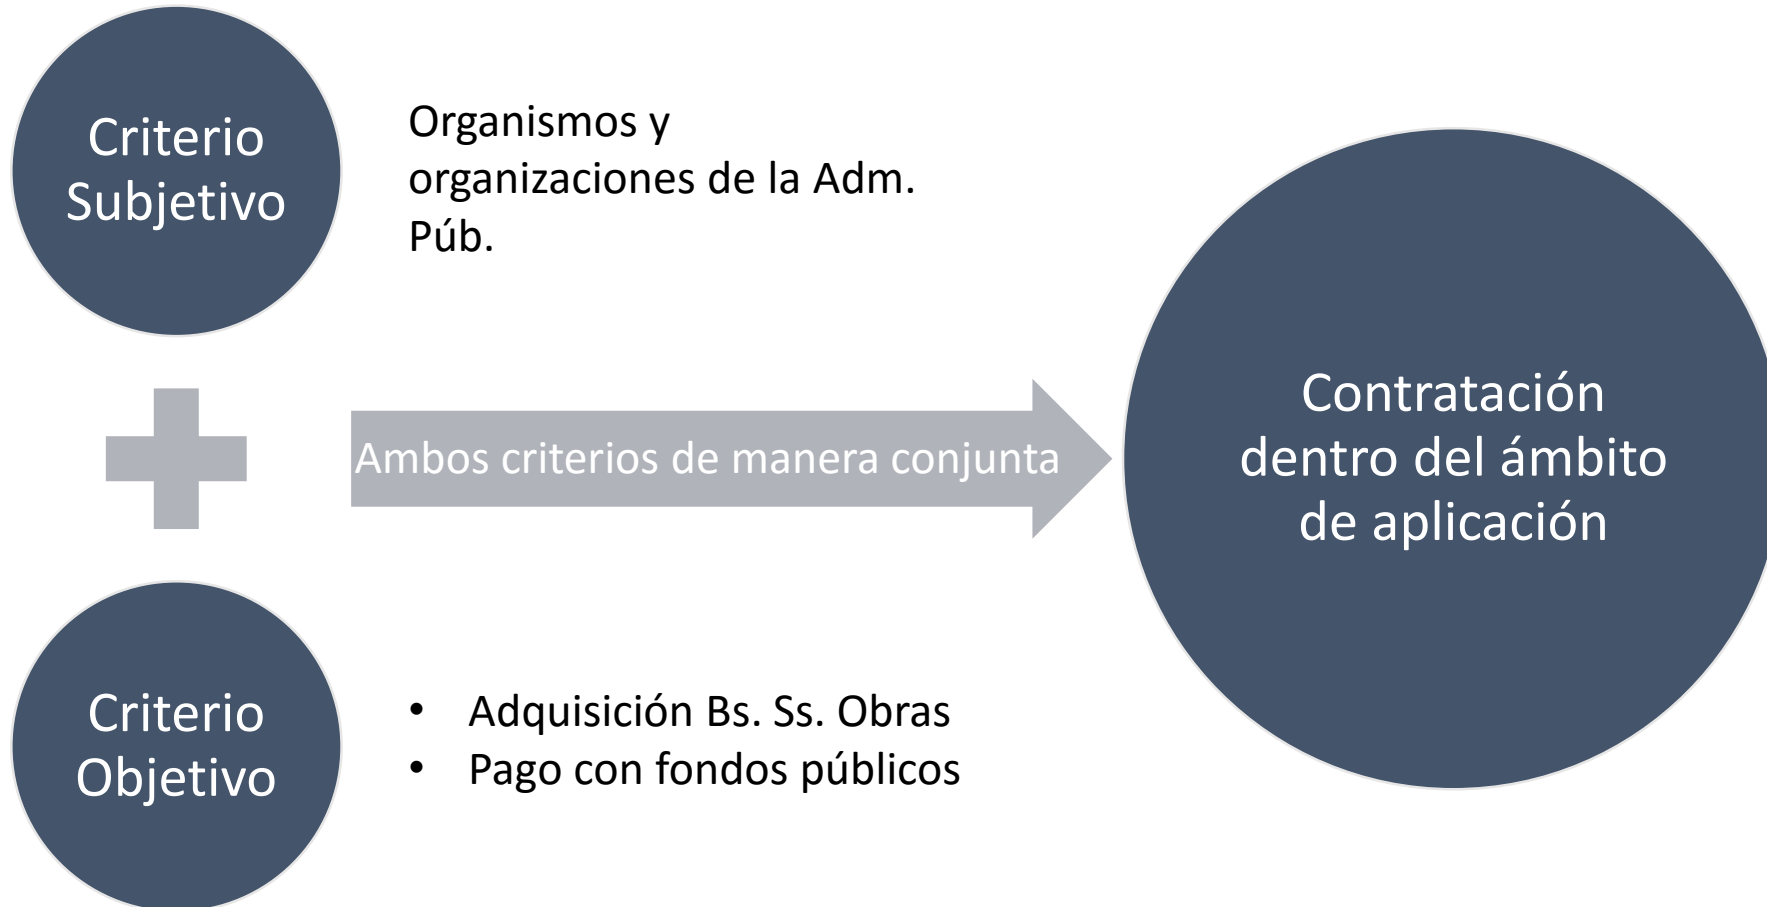 Criterio
Subjetivo
Organismos y
organizaciones de la Adm.
Púb.
Ambos criterios de manera conjunta
Contratación
dentro del ámbito
de aplicación
Criterio
Objetivo
• Adquisición Bs. Ss. Obras
• Pago con fondos públicos